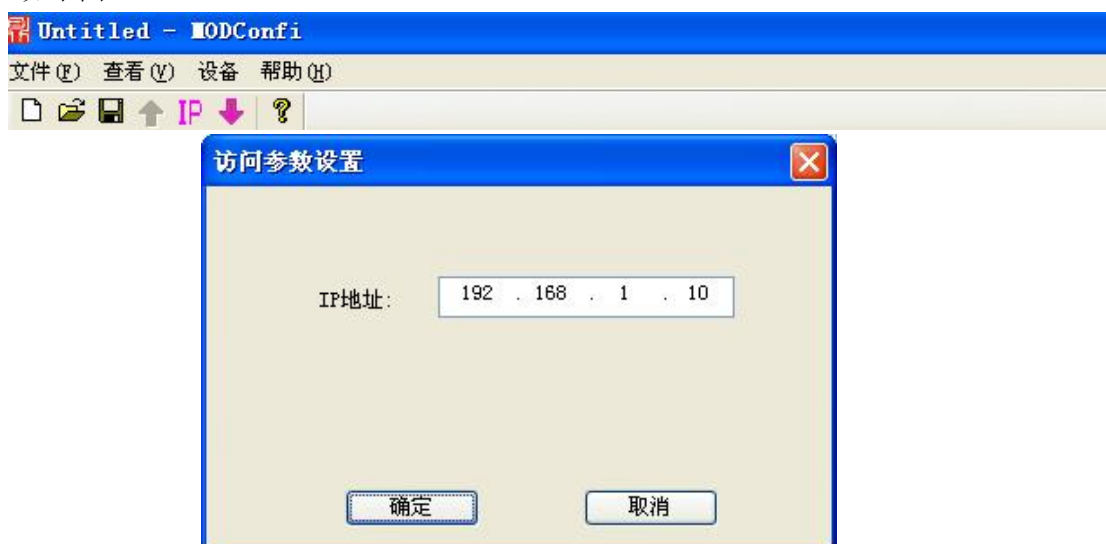 Untitled - MODConfi
文件(F) 查看(V) 设备 帮助(H)
IP
访问参数设置
IP地址: 192 . 168 . 1 . 10
确定 取消